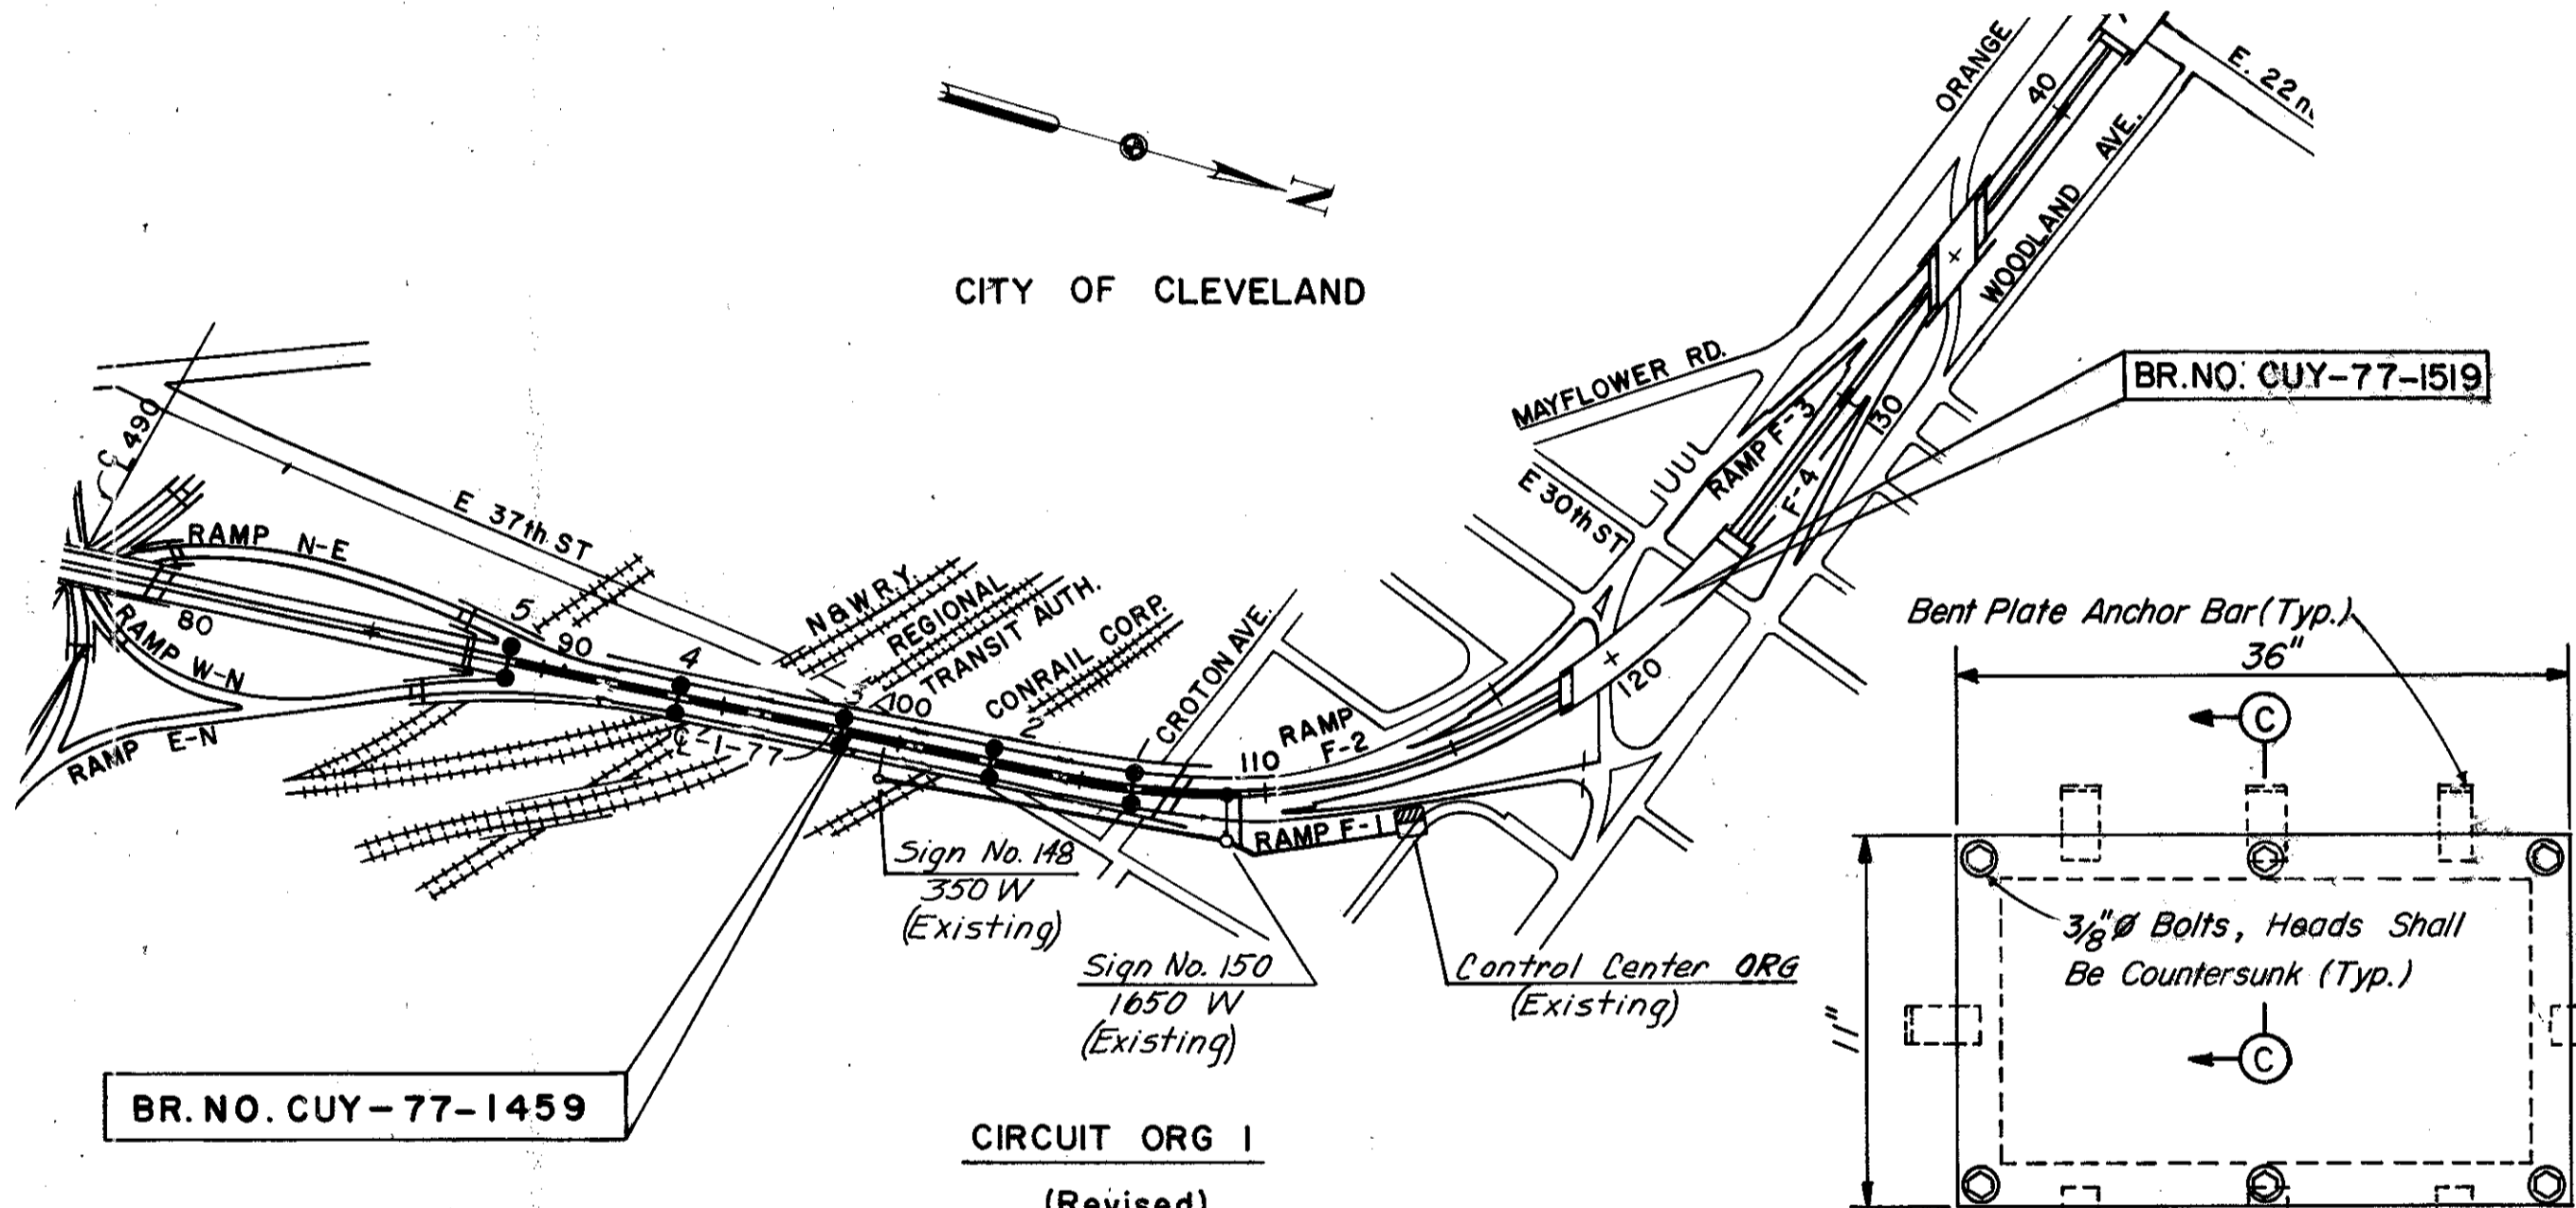 ORANGE
40
E. 22n
WOODLAND AVE.
N
CITY OF CLEVELAND
MAYFLOWER RD.
BR. NO. CUY-77-1519
RAMP F-3
130
F-4
E 30th ST
℄ 490
E 37th ST
RAMP N-E
80
RAMP W-N
RAMP E-N
5
90
4
N & W R.Y.
REGIONAL
TRANSIT AUTH.
CONRAIL CORP.
CROTON AVE.
3
100
2
℄-1-77
110
RAMP
F-2
120
RAMP F-1
Sign No. 148
350 W
(Existing)
Sign No. 150
1650 W
(Existing)
Control Center ORG
(Existing)
BR. NO. CUY-77-1459
CIRCUIT ORG 1
(Revised)
Bent Plate Anchor Bar (Typ.)
36"
C
3/8"Ø Bolts, Heads Shall
Be Countersunk (Typ.)
11"
C